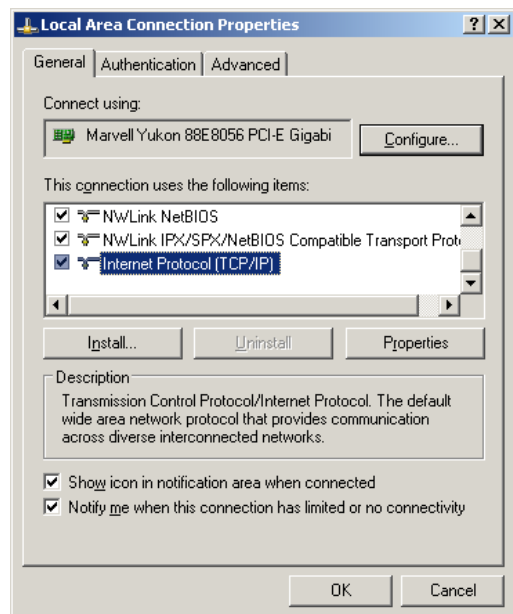 Local Area Connection Properties
General
Authentication
Advanced
Connect using:
Marvell Yukon 88E8056 PCI-E Gigabi
Configure...
This connection uses the following items:
NWLink NetBIOS
NWLink IPX/SPX/NetBIOS Compatible Transport Proto
Internet Protocol (TCP/IP)
Install...
Uninstall
Properties
Description
Transmission Control Protocol/Internet Protocol. The default
wide area network protocol that provides communication
across diverse interconnected networks.
Show icon in notification area when connected
Notify me when this connection has limited or no connectivity
OK
Cancel